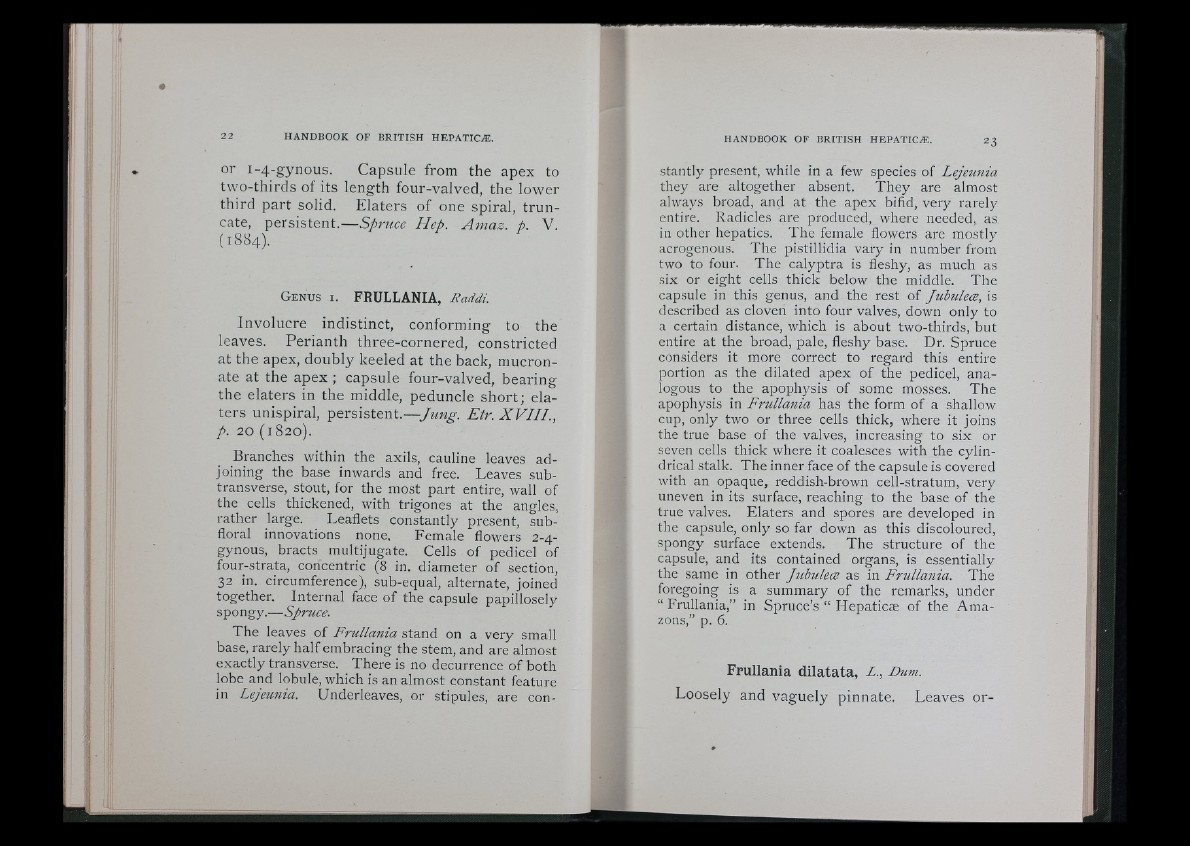 22 HANDBOOK OF BRITISH HEPATICÆ.
or 1-4-gynous. Capsule from the apex to
two-thirds of its length four-valved, the lower
third part solid. Elaters of one spiral, trun-
cate, persistent.—Spruce Hep. Amaz. p. V.
(1884).
GENUS 1. FRULLANIA, Raddi.
Involucre indistinct, conforming to the
leaves. Perianth three-cornered, constricted
at the apex, doubly keeled at the back, mucron-
ate at the apex; capsule four-valved, bearing
the elaters in the middle, peduncle short; ela-
ters unispiral, persistent.—Jung. Etr. XVIII.,
p. 20 (1820).
Branches within the axils, cauline leaves ad-
joining the base inwards and free. Leaves sub-
transverse, stout, for the most part entire, wall of
the cells thickened, with trigones at the angles,
rather large. Leaflets constantly present, sub-
floral innovations none. Female flowers 2-4-
gynous, bracts multijugate. Cells of pedicel of
four-strata, concentric (8 in. diameter of section,
32 in. circumference), sub-equal, alternate, joined
together. Internal face of the capsule papillosely
spongy.—Spruce.
The leaves of Frullania stand on a very small
base, rarely half embracing the stem, and are almost
exactly transverse. There is no decurrence of both
lobe and lobule, which is an almost constant feature
in Lejeunia. Underleaves, or stipules, are con-
HANDBOOK OF BRITISH HEPATICÆ. 23
stantly present, while in a few species of Lejeunia
they are altogether absent. They are almost
always broad, and at the apex bifid, very rarely
entire. Radicles are produced, where needed, as
in other hepatics. The female flowers are mostly
acrogenous. The pistillidia vary in number from
two to four. The calyptra is fleshy, as much as
six or eight cells thick below the middle. The
capsule in this genus, and the rest of Jubuleæ, is
described as cloven into four valves, down only to
a certain distance, which is about two-thirds, but
entire at the broad, pale, fleshy base. Dr. Spruce
considers it more correct to regard this entire
portion as the dilated apex of the pedicel, ana-
logous to the apophysis of some mosses. The
apophysis in Frullania has the form of a shallow
cup, only two or three cells thick, where it joins
the true base of the valves, increasing to six or
seven cells thick where it coalesces with the cylin-
drical stalk. The inner face of the capsule is covered
with an opaque, reddish-brown cell-stratum, very
uneven in its surface, reaching to the base of the
true valves. Elaters and spores are developed in
the capsule, only so far down as this discoloured,
spongy surface extends. The structure of the
capsule, and its contained organs, is essentially
the same in other Jubuleæ as in Frullania. The
foregoing is a summary of the remarks, under
“Frullania,” in Spruce’s “Hepaticæ of the Ama-
zons,” p. 6.
Frullania dilatata, L., Dum.
Loosely and vaguely pinnate. Leaves or-